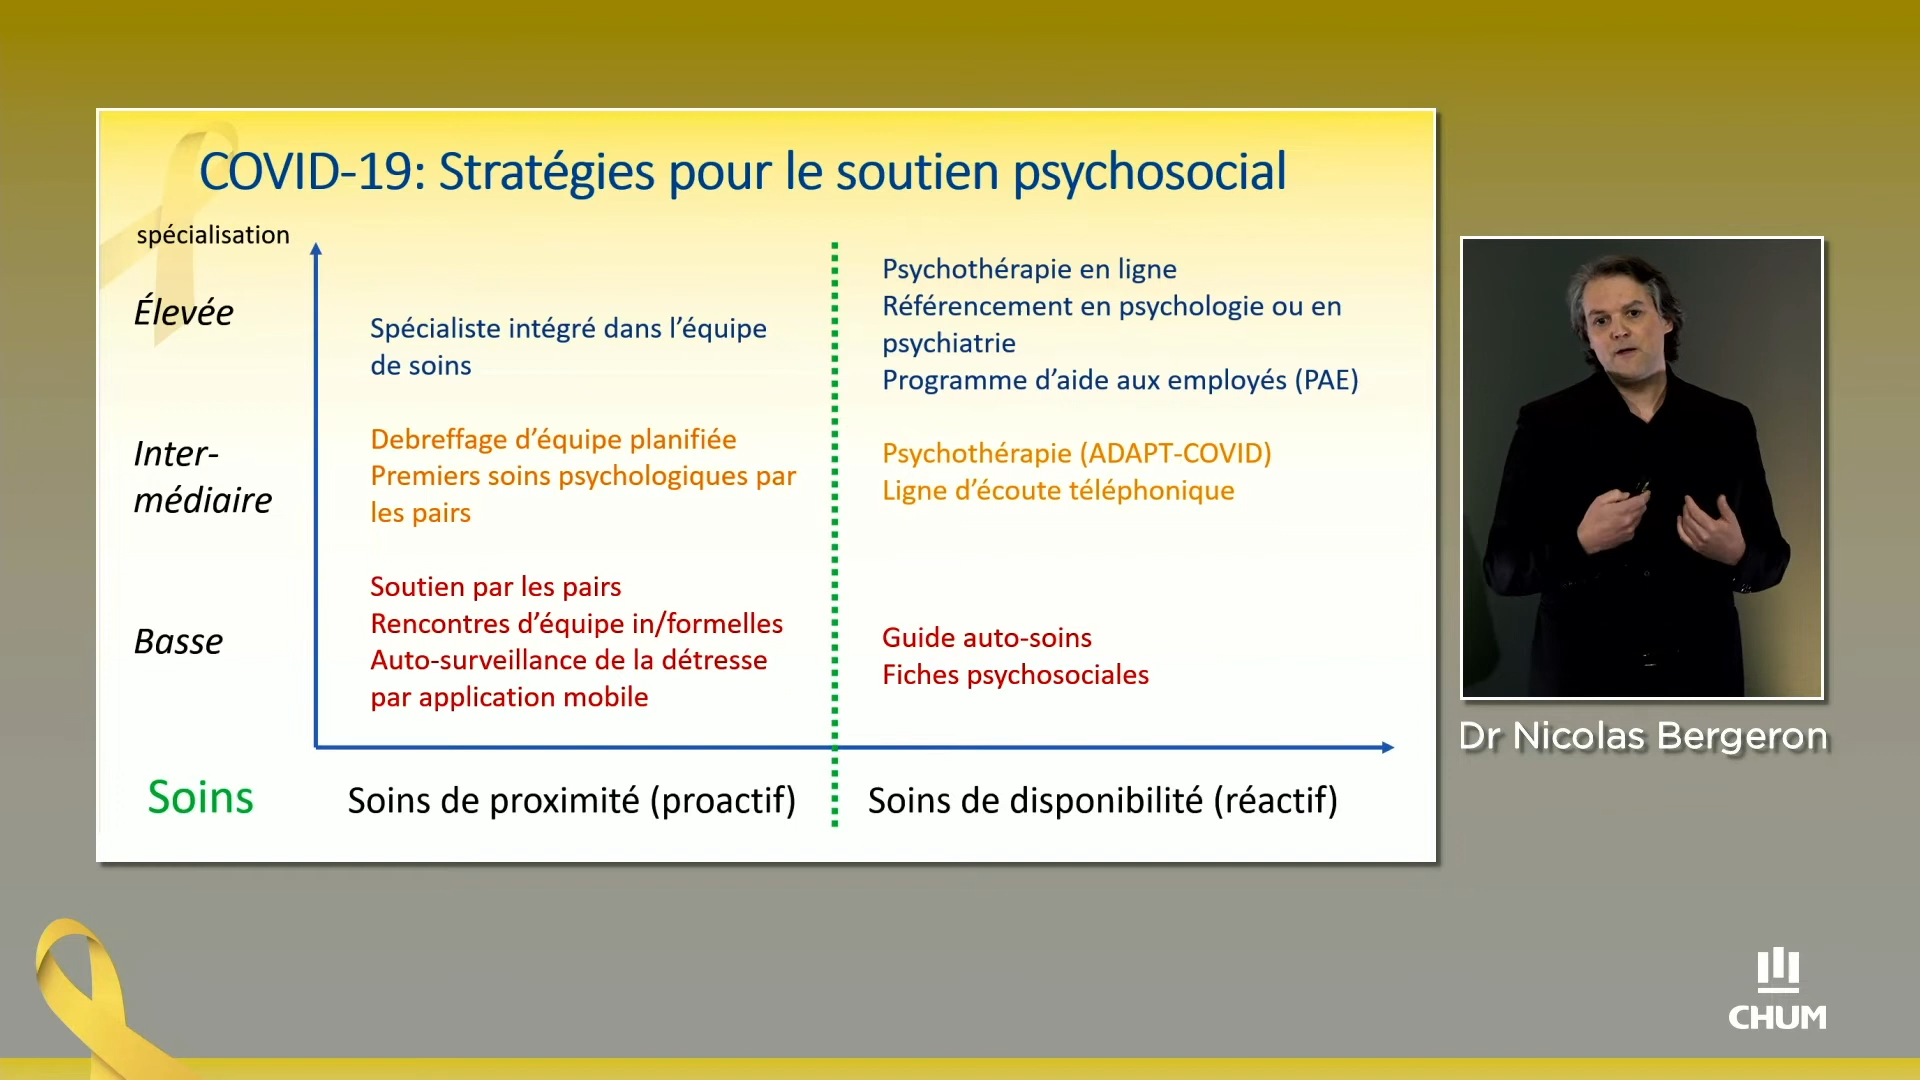 COVID-19: Stratégies pour le soutien psychosocial
spécialisation
Élevée
Spécialiste intégré dans l’équipe
de soins
Psychothérapie en ligne
Référencement en psychologie ou en
psychiatrie
Programme d’aide aux employés (PAE)
Inter-
médiaire
Debreffage d’équipe planifiée
Premiers soins psychologiques par
les pairs
Psychothérapie (ADAPT-COVID)
Ligne d’écoute téléphonique
Basse
Soutien par les pairs
Rencontres d’équipe in/formelles
Auto-surveillance de la détresse
par application mobile
Guide auto-soins
Fiches psychosociales
Soins
Soins de proximité (proactif)
Soins de disponibilité (réactif)
Dr Nicolas Bergeron
CHUM